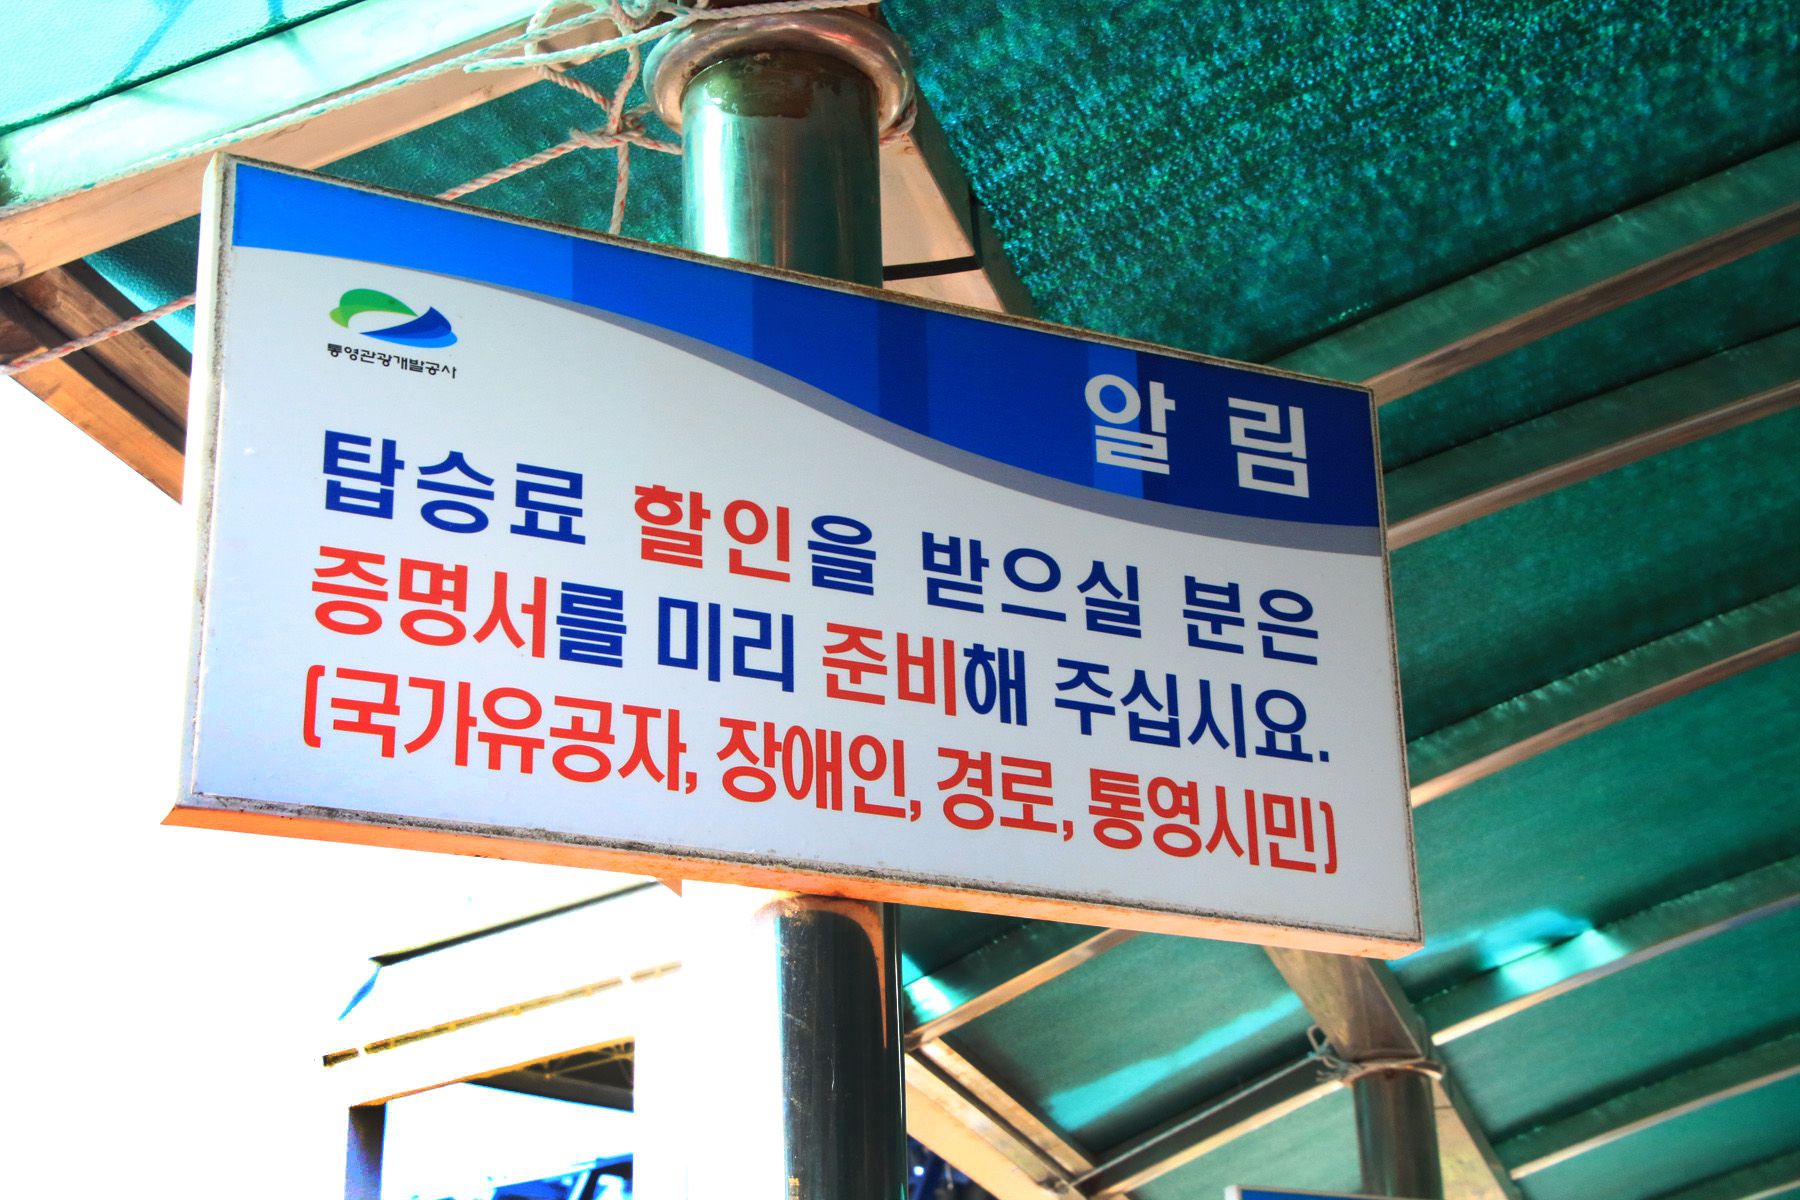 통영관광개발공사
알림
탑승료 할인을 받으실 분은
증명서를 미리 준비해 주십시요.
(국가유공자, 장애인, 경로, 통영시민)